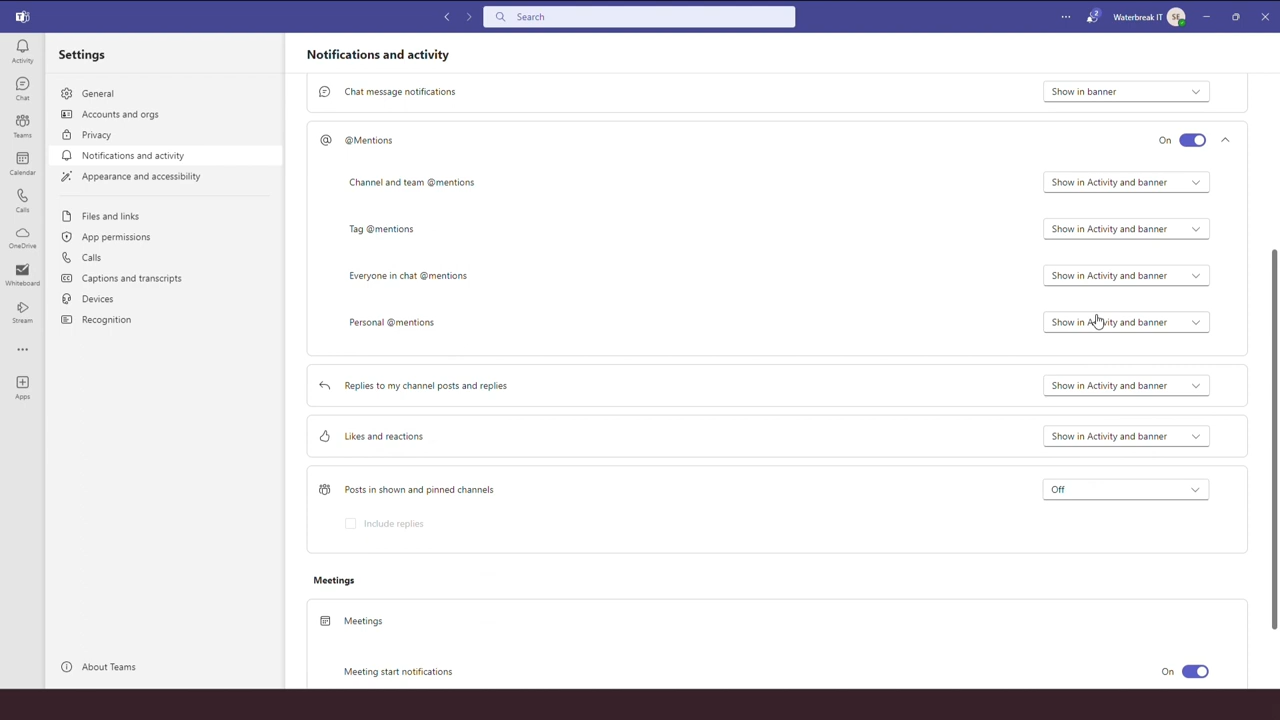 Search
Waterbreak IT
SE
2
Activity
Chat
Teams
Calendar
Calls
OneDrive
Whiteboard
Stream
Apps
Settings
General
Accounts and orgs
Privacy
Notifications and activity
Appearance and accessibility
Files and links
App permissions
Calls
Captions and transcripts
Devices
Recognition
About Teams
Notifications and activity
Chat message notifications
Show in banner
@Mentions
On
Channel and team @mentions
Show in Activity and banner
Tag @mentions
Show in Activity and banner
Everyone in chat @mentions
Show in Activity and banner
Personal @mentions
Show in Activity and banner
Replies to my channel posts and replies
Show in Activity and banner
Likes and reactions
Show in Activity and banner
Posts in shown and pinned channels
Off
Include replies
Meetings
Meetings
Meeting start notifications
On